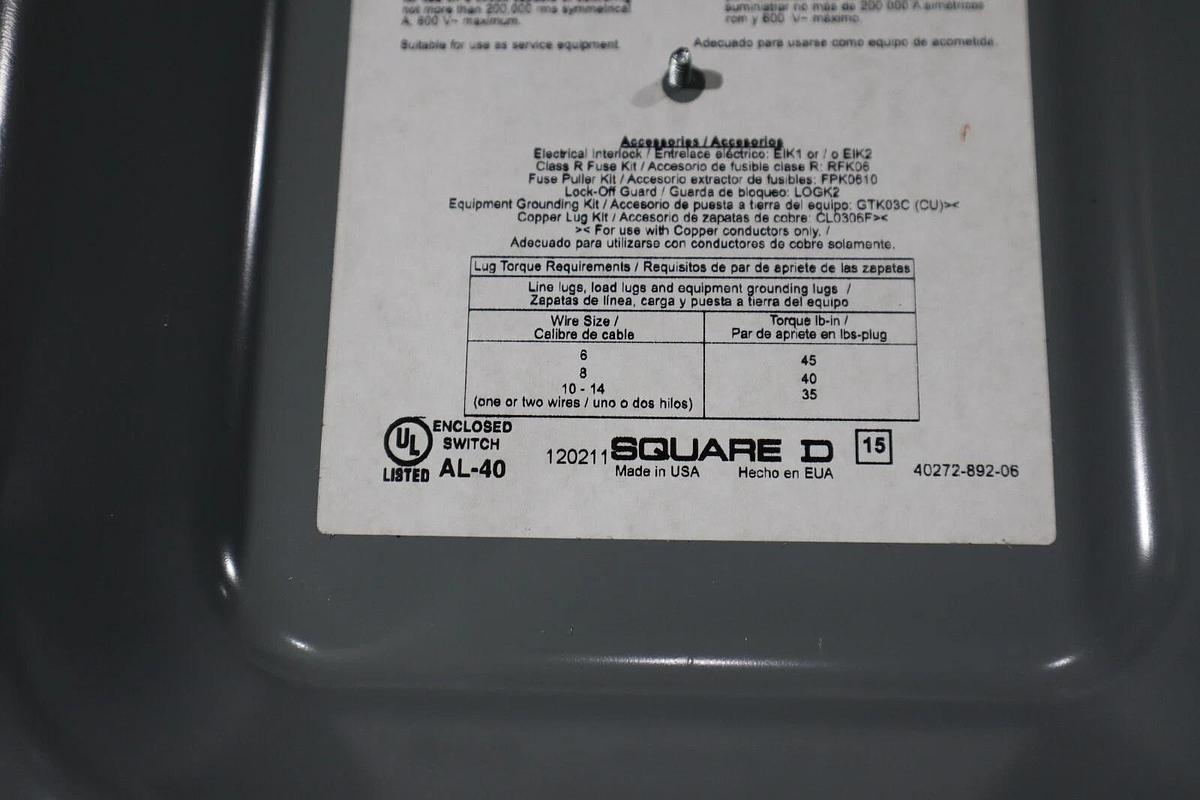 not more than 200 000 rms symmetrical
A, 600 V~ maximum.
Suitable for use as service equipment.
suministrar no más de 200 000 A simétricos
rcm y 600 V~ máximo.
Adecuado para usarse como equipo de acometida.
Accessories / Accesorios
Electrical Interlock / Entrelace eléctrico: EIK1 or / o EIK2
Class R Fuse Kit / Accesorio de fusible clase R: RFK06
Fuse Puller Kit / Accesorio extractor de fusibles: FPK0610
Lock-Off Guard / Guarda de bloqueo: LOGK2
Equipment Grounding Kit / Accesorio de puesta a tierra del equipo: GTK03C (CU)><
Copper Lug Kit / Accesorio de zapatas de cobre: CL0306F><
>< For use with Copper conductors only. /
Adecuado para utilizarse con conductores de cobre solamente.
Lug Torque Requirements / Requisitos de par de apriete de las zapatas
Line lugs, load lugs and equipment grounding lugs /
Zapatas de línea, carga y puesta a tierra del equipo
Wire Size / Torque lb-in /
Calibre de cable Par de apriete en lbs-plug
6 45
8 40
10 - 14 35
(one or two wires / uno o dos hilos)
UL ENCLOSED
SWITCH
LISTED AL-40
120211 SQUARE D 15
Made in USA Hecho en EUA
40272-892-06